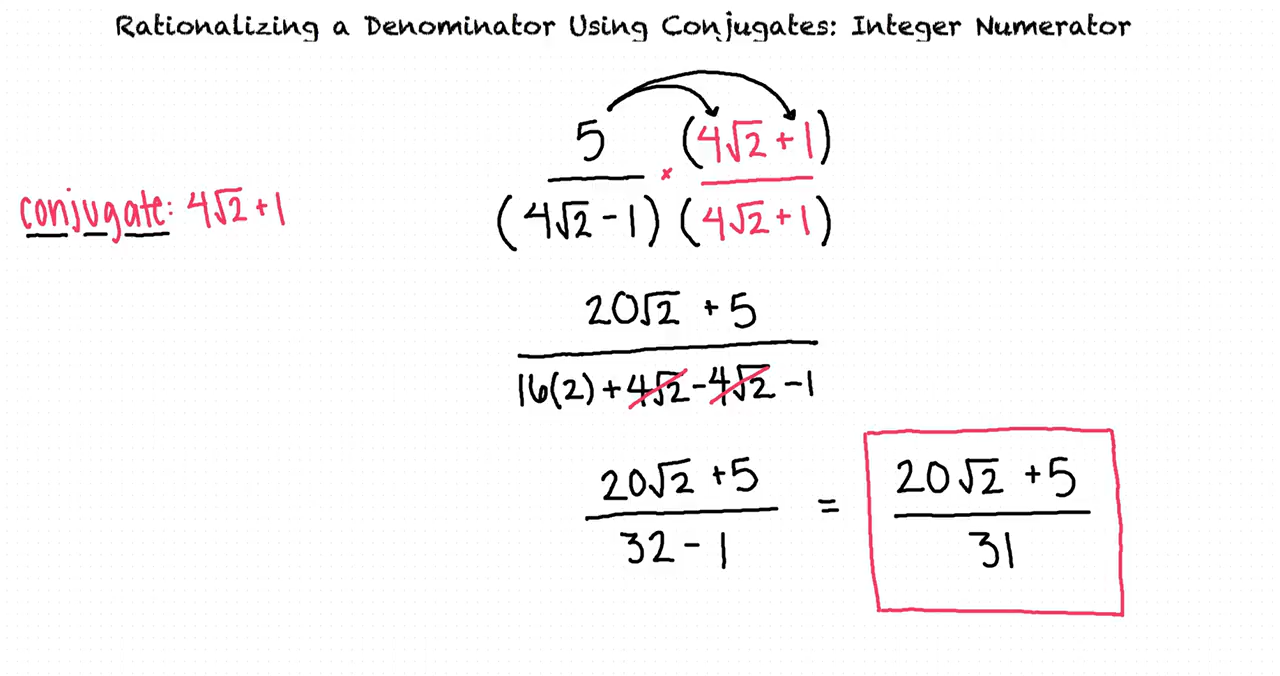 Rationalizing a Denominator Using Conjugates: Integer Numerator
5 (4√2 + 1)
×
conjugate: 4√2 + 1
(4√2 - 1) (4√2 + 1)
20√2 + 5
16(2) + 4√2 - 4√2 - 1
20√2 + 5
32 - 1
=
20√2 + 5
31